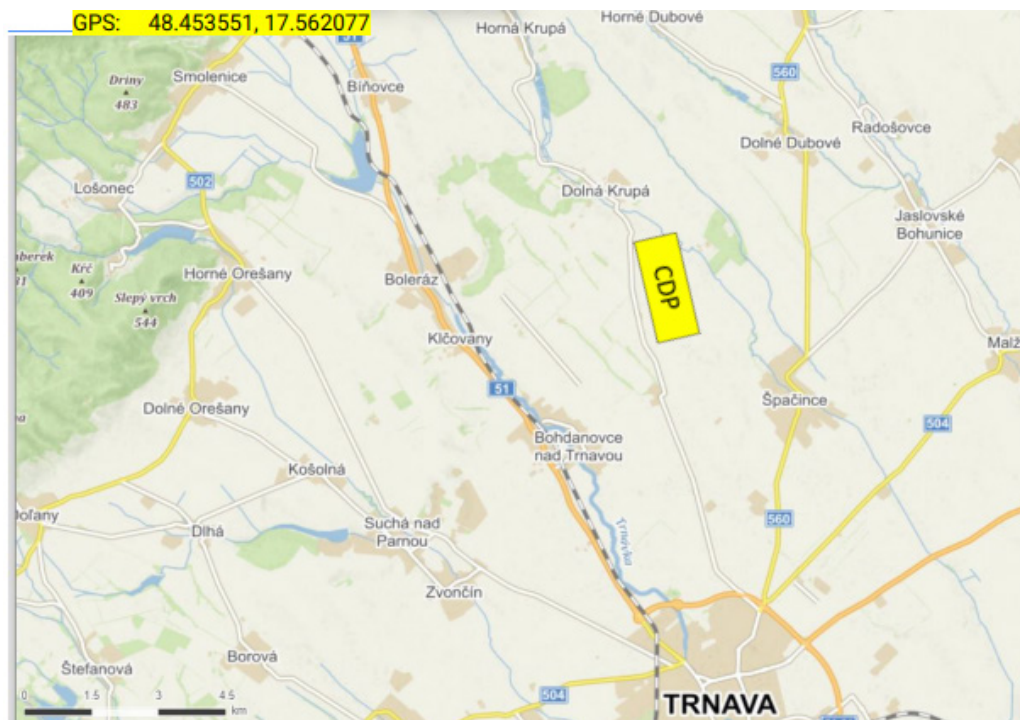 GPS: 48.453551, 17.562077
51
Horná Krupá
Horné Dubové
Smolenice
Driny
483
Bíňovce
560
Radošovce
Dolné Dubové
502
Lošonec
Dolná Krupá
Jaslovské
Bohunice
Kŕč
409
Horné Orešany
Boleráz
CDP
Slepý vrch
544
Klčovany
Malž
51
Špačince
Dolné Orešany
504
Bohdanovce
nad Trnavou
Košolná
Suchá nad
Parnou
560
Dlhá
Trnávka
Zvončín
Borová
Štefanová
0 1.5 3 4.5
km
504
TRNAVA